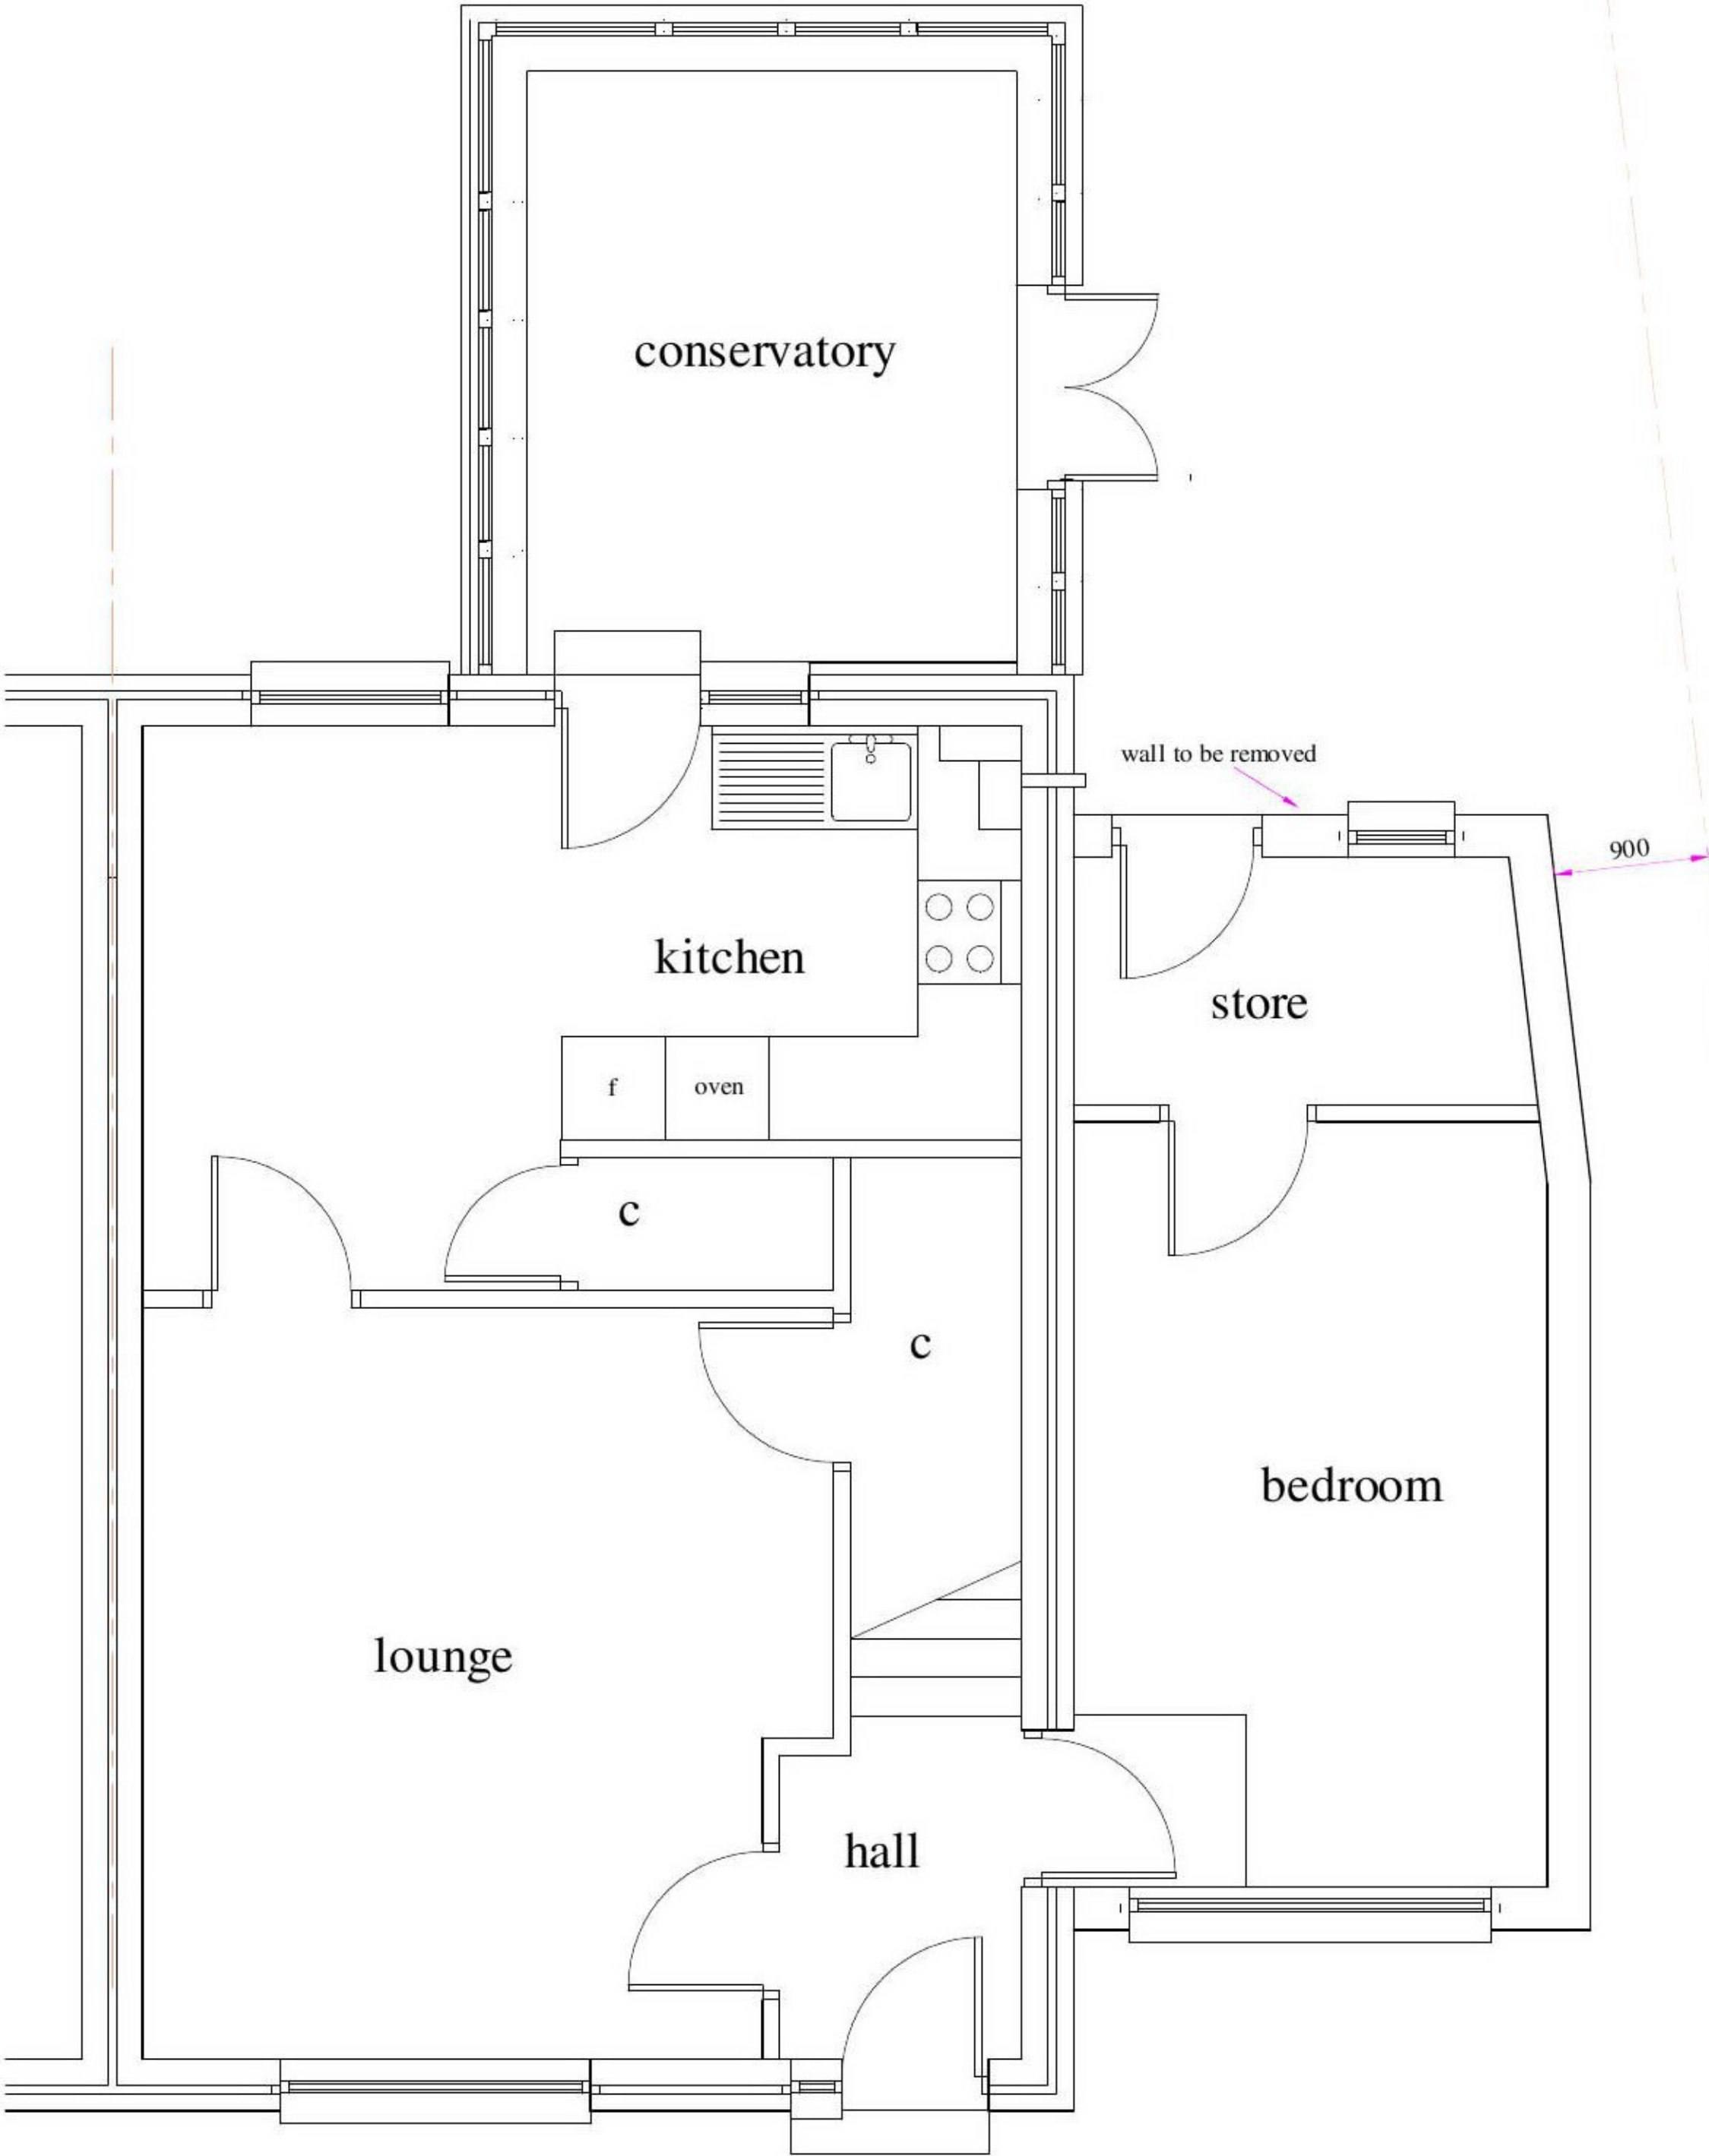 conservatory
wall to be removed
900
kitchen
store
f
oven
c
c
bedroom
lounge
hall